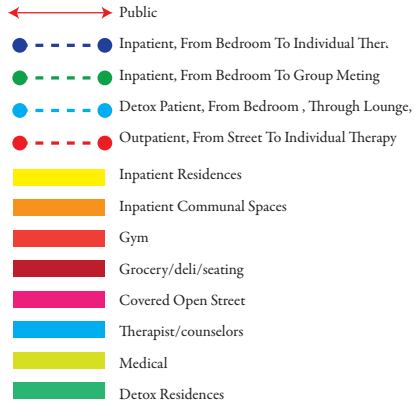 Public
Inpatient, From Bedroom To Individual
Inpatient, From Bedroom To Group Meting
Detox Patient, From Bedroom , Through Lounge,
Outpatient, From Street To Individual Therapy
Inpatient Residences
Inpatient Communal Spaces
Gym
Grocery/deli/seating
Covered Open Street
Therapist/counselors
Medical
Detox Residences